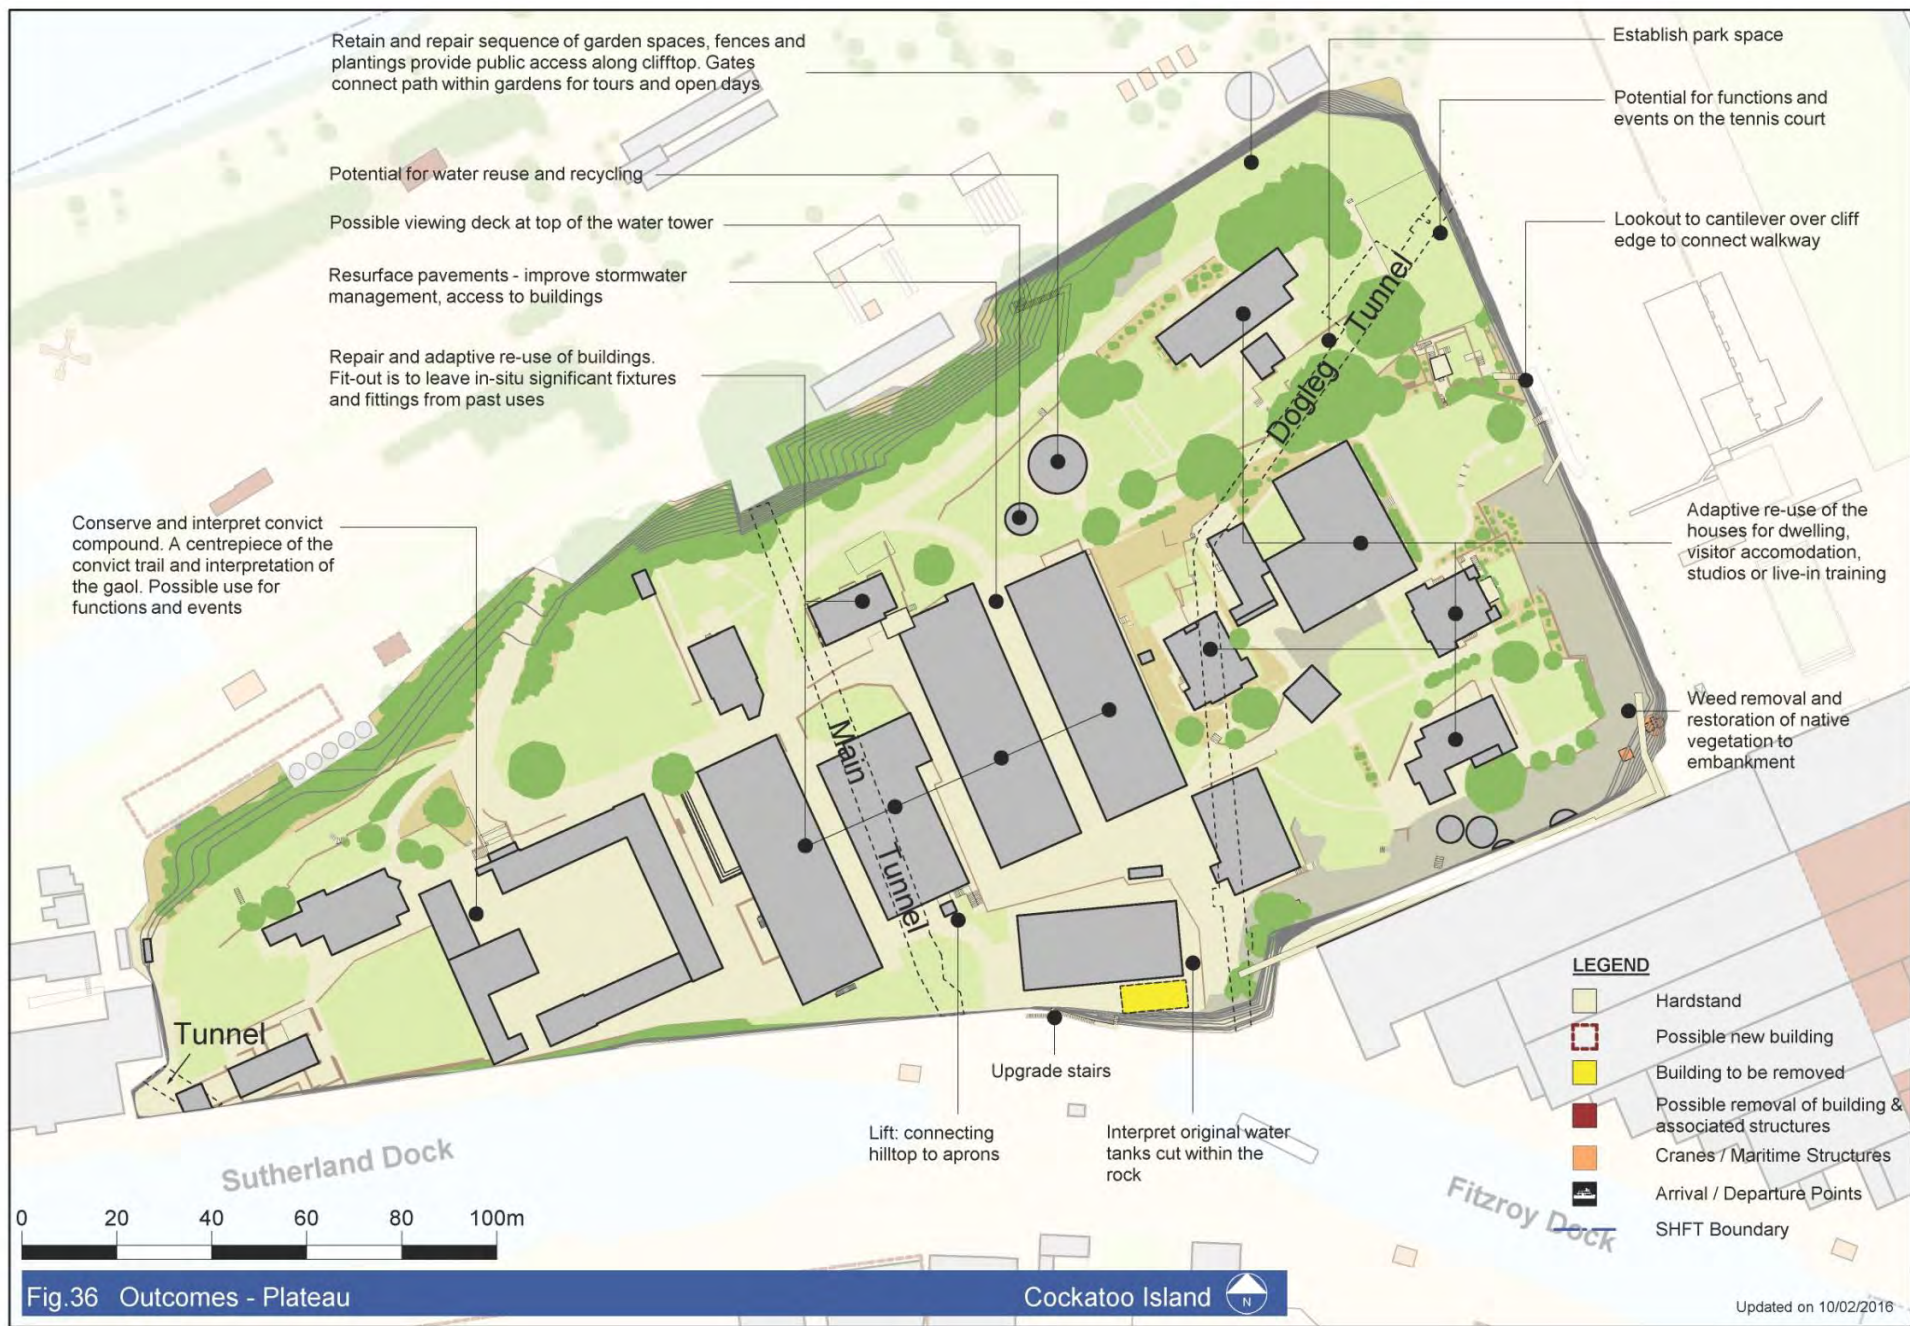 Retain and repair sequence of garden spaces, fences and
plantings provide public access along clifftop. Gates
connect path within gardens for tours and open days
Potential for water reuse and recycling
Possible viewing deck at top of the water tower
Resurface pavements - improve stormwater
management, access to buildings
Repair and adaptive re-use of buildings.
Fit-out is to leave in-situ significant fixtures
and fittings from past uses
Conserve and interpret convict
compound. A centrepiece of the
convict trail and interpretation of
the gaol. Possible use for
functions and events
Establish park space
Potential for functions and
events on the tennis court
Lookout to cantilever over cliff
edge to connect walkway
Adaptive re-use of the
houses for dwelling,
visitor accomodation,
studios or live-in training
Weed removal and
restoration of native
vegetation to
embankment
Dogleg Tunnel
Main Tunnel
Tunnel
Upgrade stairs
Lift: connecting
hilltop to aprons
Interpret original water
tanks cut within the
rock
Sutherland Dock
Fitzroy Dock
LEGEND
Hardstand
Possible new building
Building to be removed
Possible removal of building &
associated structures
Cranes / Maritime Structures
Arrival / Departure Points
SHFT Boundary
0 20 40 60 80 100m
Fig.36 Outcomes - Plateau
Cockatoo Island
N
Updated on 10/02/2016